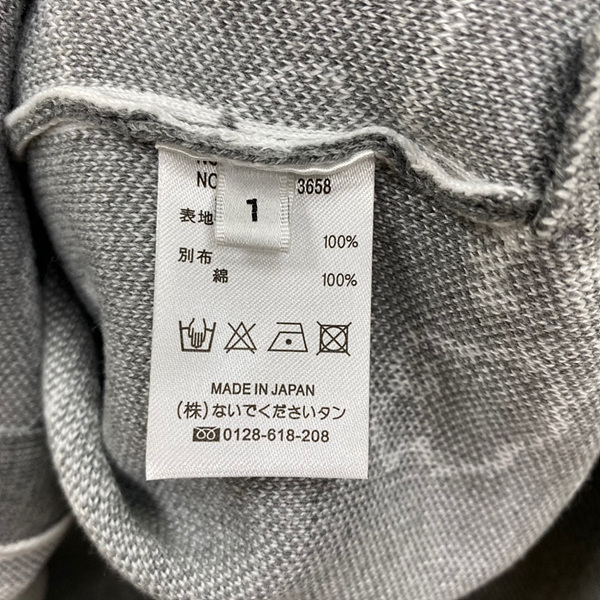 NO
3658
1
表地
100%
別布
綿 100%
MADE IN JAPAN
(株)ないでくださいタン
0128-618-208